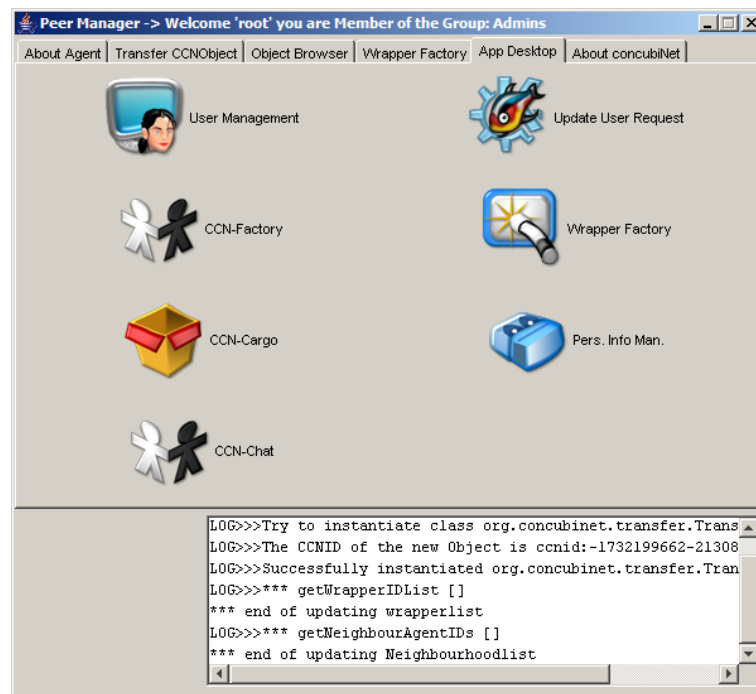 Peer Manager -> Welcome 'root' you are Member of the Group: Admins
About Agent Transfer CCNObject Object Browser Wrapper Factory App Desktop About concubiNet
User Management Update User Request
CCN-Factory Wrapper Factory
CCN-Cargo Pers. Info Man.
CCN-Chat
LOG>>>Try to instantiate class org.concubinet.transfer.Trans
LOG>>>The CCNID of the new Object is ccnid:-1732199662-21308
LOG>>>Successfully instantiated org.concubinet.transfer.Tran
LOG>>>*** getWrapperIDList []
*** end of updating wrapperlist
LOG>>>*** getNeighbourAgentIDs []
*** end of updating Neighbourhoodlist